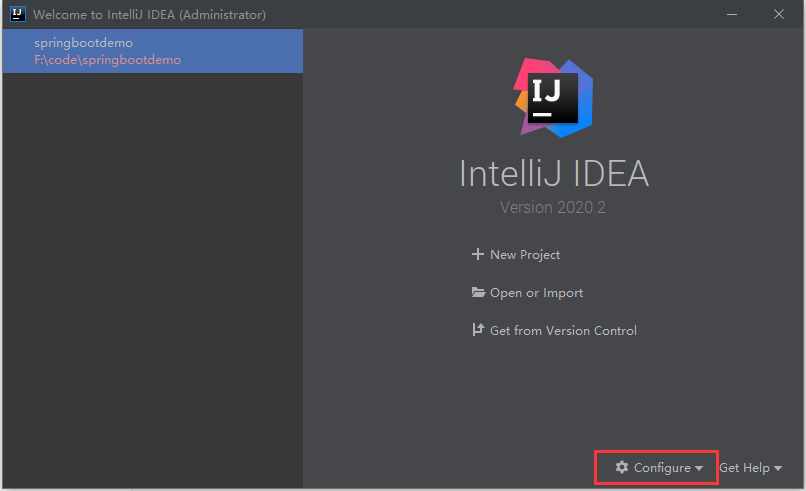 Welcome to IntelliJ IDEA (Administrator)
springbootdemo
F:\code\springbootdemo
IJ
IntelliJ IDEA
Version 2020.2
New Project
Open or Import
Get from Version Control
Configure
Get Help